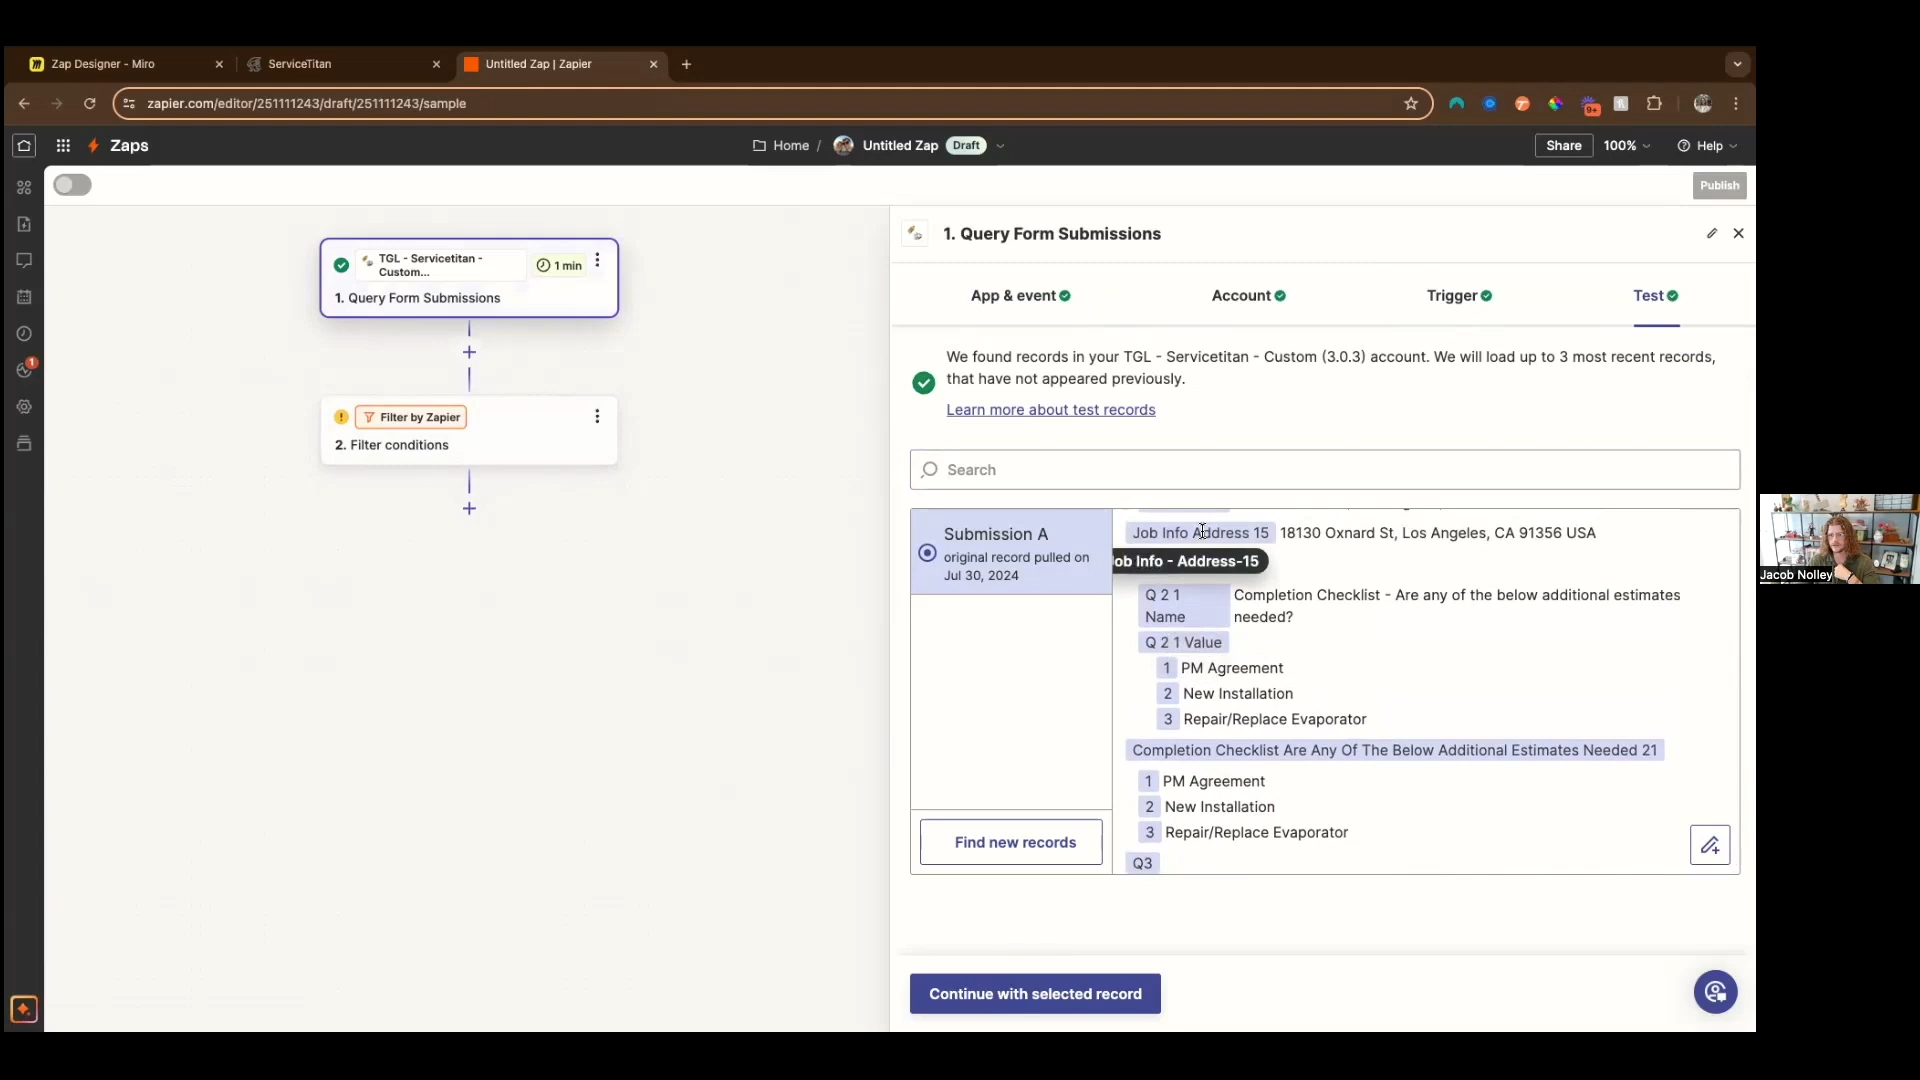 Zap Designer - Miro
ServiceTitan
Untitled Zap | Zapier
zapier.com/editor/251111243/draft/251111243/sample
9+
Zaps
Home /
Untitled Zap
Draft
Share
100%
Help
Publish
TGL - Servicetitan - Custom...
1 min
1. Query Form Submissions
Filter by Zapier
2. Filter conditions
1
1. Query Form Submissions
App & event
Account
Trigger
Test
We found records in your TGL - Servicetitan - Custom (3.0.3) account. We will load up to 3 most recent records,
that have not appeared previously.
Learn more about test records
Search
Submission A
original record pulled on
Jul 30, 2024
Find new records
Job Info Address 15 18130 Oxnard St, Los Angeles, CA 91356 USA
Job Info - Address-15
Q 2 1 Name
Completion Checklist - Are any of the below additional estimates
needed?
Q 2 1 Value
1 PM Agreement
2 New Installation
3 Repair/Replace Evaporator
Completion Checklist Are Any Of The Below Additional Estimates Needed 21
1 PM Agreement
2 New Installation
3 Repair/Replace Evaporator
Q3
Continue with selected record
Jacob Nolley